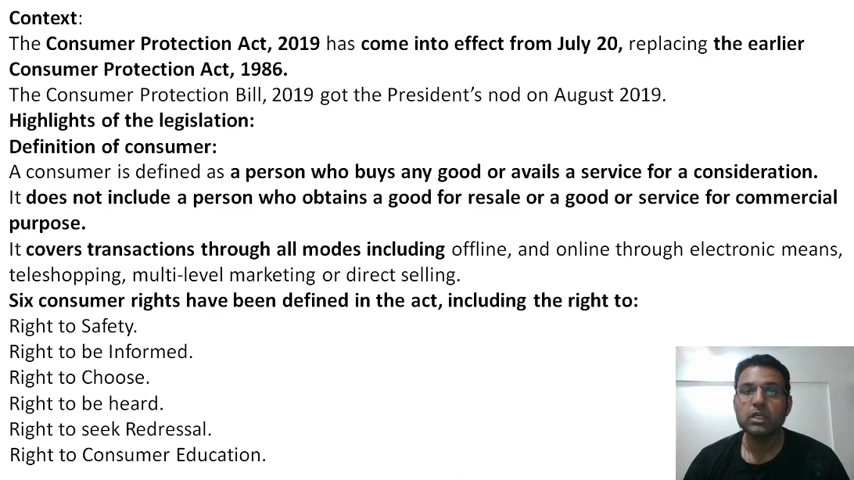 Context:
The Consumer Protection Act, 2019 has come into effect from July 20, replacing the earlier
Consumer Protection Act, 1986.
The Consumer Protection Bill, 2019 got the President’s nod on August 2019.
Highlights of the legislation:
Definition of consumer:
A consumer is defined as a person who buys any good or avails a service for a consideration.
It does not include a person who obtains a good for resale or a good or service for commercial
purpose.
It covers transactions through all modes including offline, and online through electronic means,
teleshopping, multi-level marketing or direct selling.
Six consumer rights have been defined in the act, including the right to:
Right to Safety.
Right to be Informed.
Right to Choose.
Right to be heard.
Right to seek Redressal.
Right to Consumer Education.